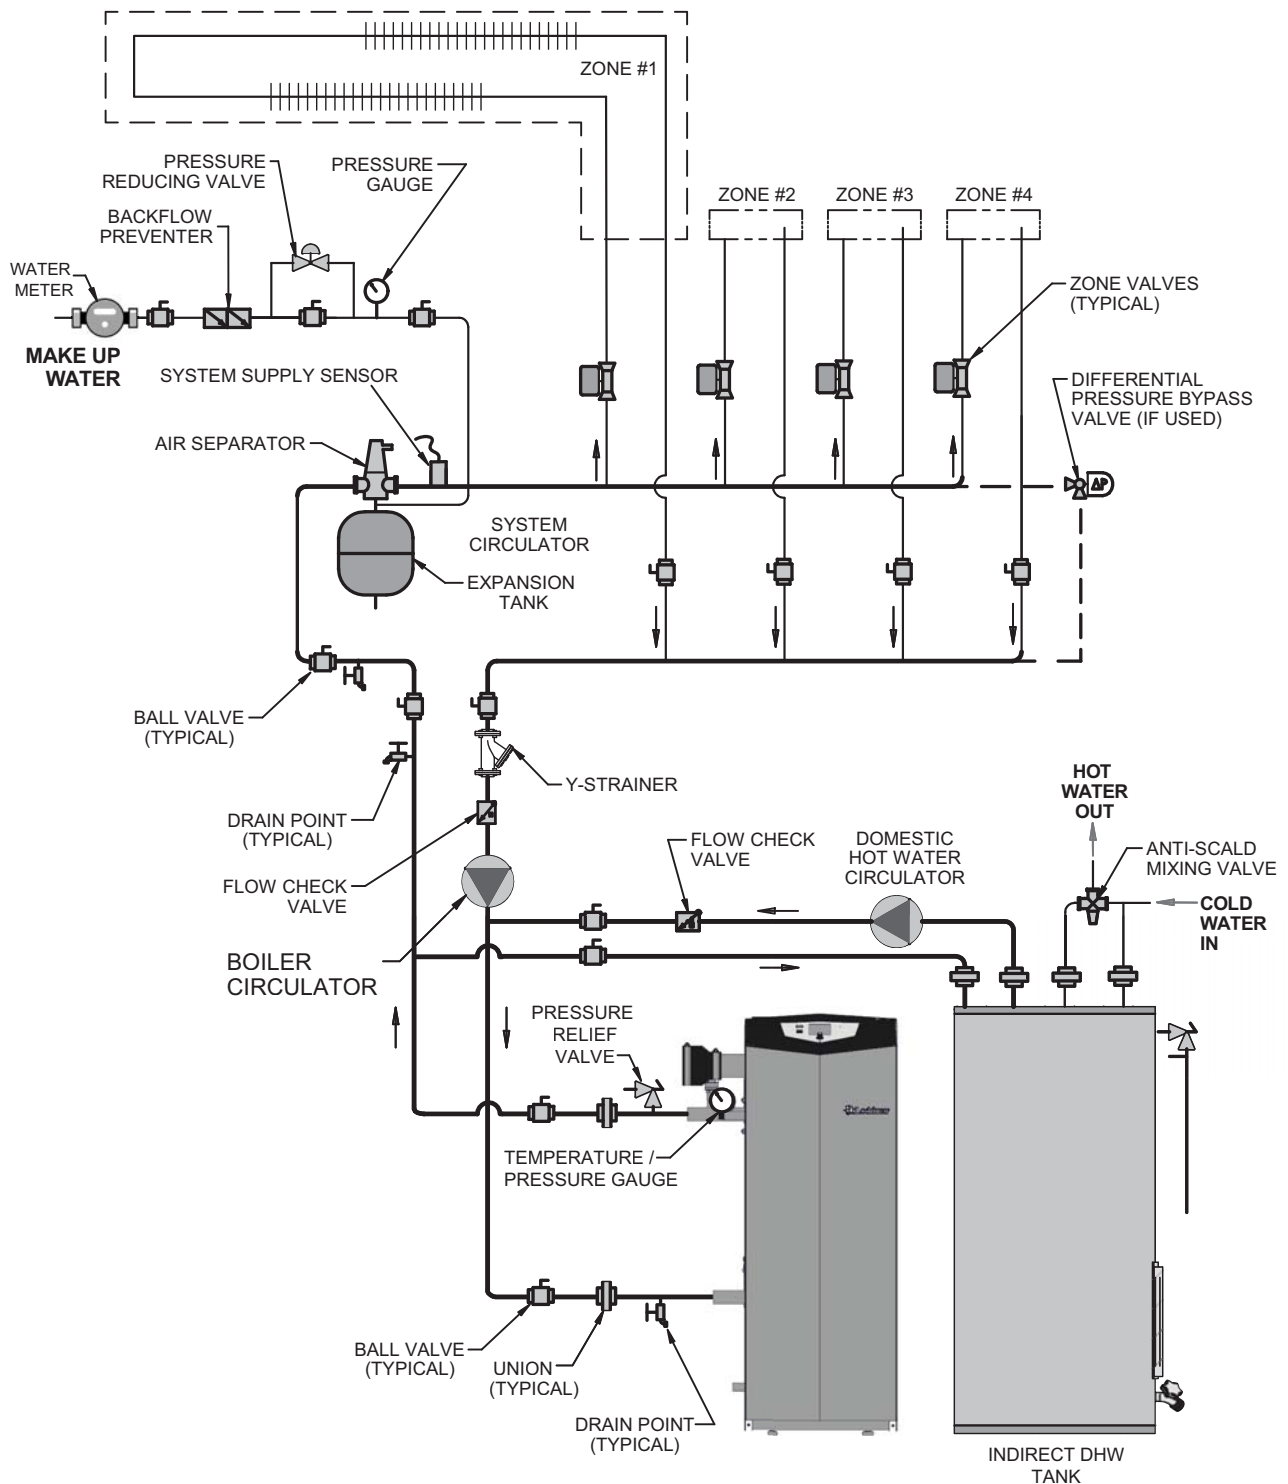 ZONE #1
PRESSURE
REDUCING VALVE
PRESSURE
GAUGE
BACKFLOW
PREVENTER
ZONE #2
ZONE #3
ZONE #4
WATER
METER
ZONE VALVES
(TYPICAL)
MAKE UP
WATER
SYSTEM SUPPLY SENSOR
DIFFERENTIAL
PRESSURE BYPASS
VALVE (IF USED)
AIR SEPARATOR
ΔP
SYSTEM
CIRCULATOR
EXPANSION
TANK
BALL VALVE
(TYPICAL)
Y-STRAINER
HOT
WATER
OUT
DRAIN POINT
(TYPICAL)
FLOW CHECK
VALVE
DOMESTIC
HOT WATER
CIRCULATOR
ANTI-SCALD
MIXING VALVE
FLOW CHECK
VALVE
COLD
WATER
IN
BOILER
CIRCULATOR
PRESSURE
RELIEF
VALVE
Lochinvar
TEMPERATURE /
PRESSURE GAUGE
BALL VALVE
(TYPICAL)
UNION
(TYPICAL)
DRAIN POINT
(TYPICAL)
INDIRECT DHW
TANK